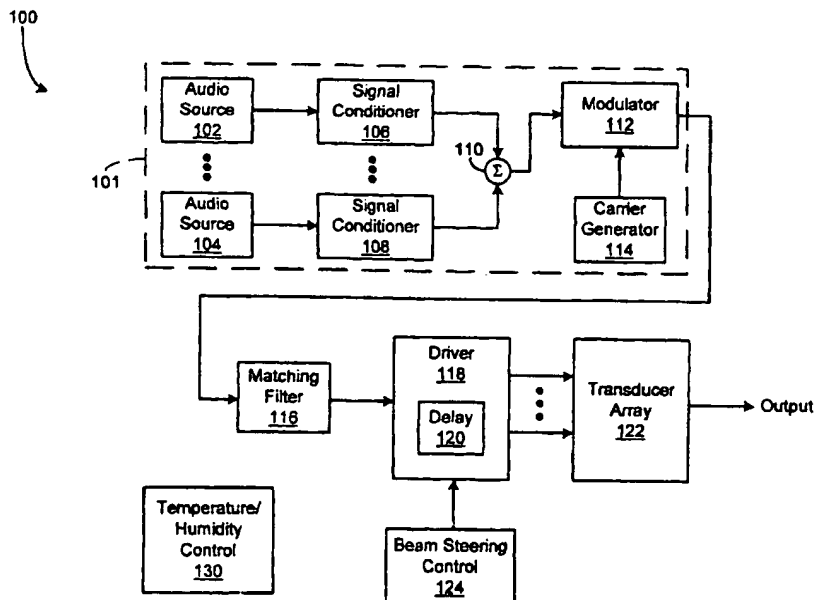 100
Audio
Source
102
Signal
Conditioner
106
Modulator
112
110
Σ
101
Audio
Source
104
Signal
Conditioner
108
Carrier
Generator
114
Matching
Filter
116
Driver
118
Delay
120
Transducer
Array
122
Output
Temperature/
Humidity
Control
130
Beam Steering
Control
124